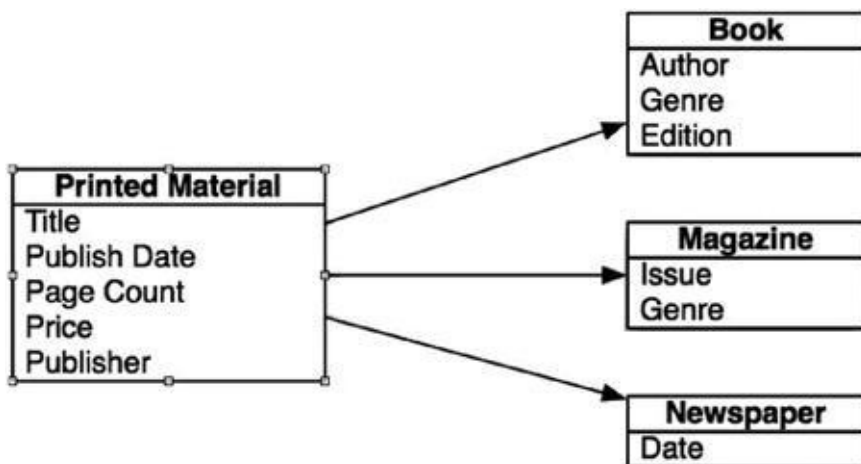 Printed Material
Title
Publish Date
Page Count
Price
Publisher
Book
Author
Genre
Edition
Magazine
Issue
Genre
Newspaper
Date